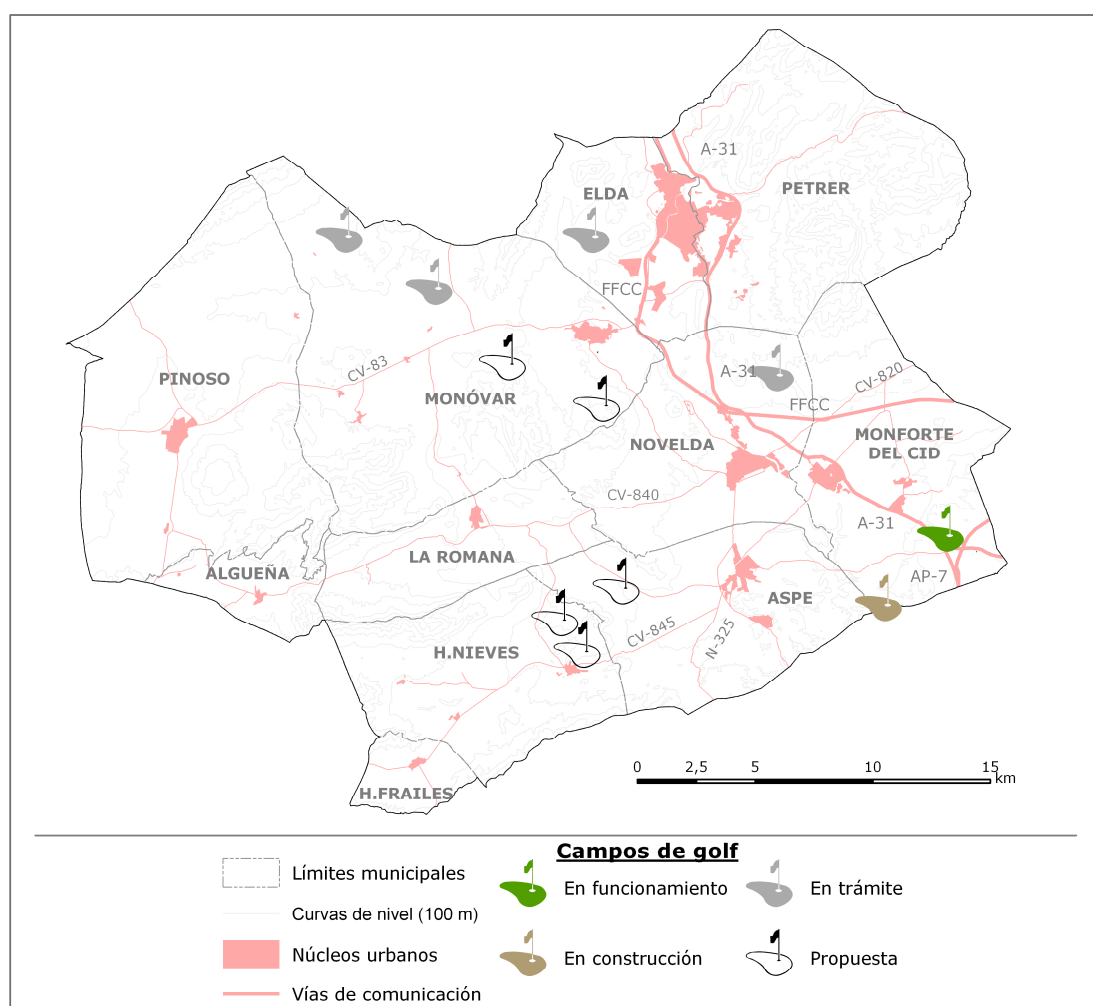 A-31
ELDA
PETRER
FFCC
PINOSO
CV-83
MONÓVAR
A-31
CV-820
FFCC
NOVELDA
MONFORTE
DEL CID
CV-840
A-31
LA ROMANA
ALGUEÑA
AP-7
ASPE
H.NIEVES
CV-845
N-325
H.FRAILES
0 2,5 5 10 15
km
Campos de golf
Límites municipales
En funcionamiento
En trámite
Curvas de nivel (100 m)
Núcleos urbanos
En construcción
Propuesta
Vías de comunicación